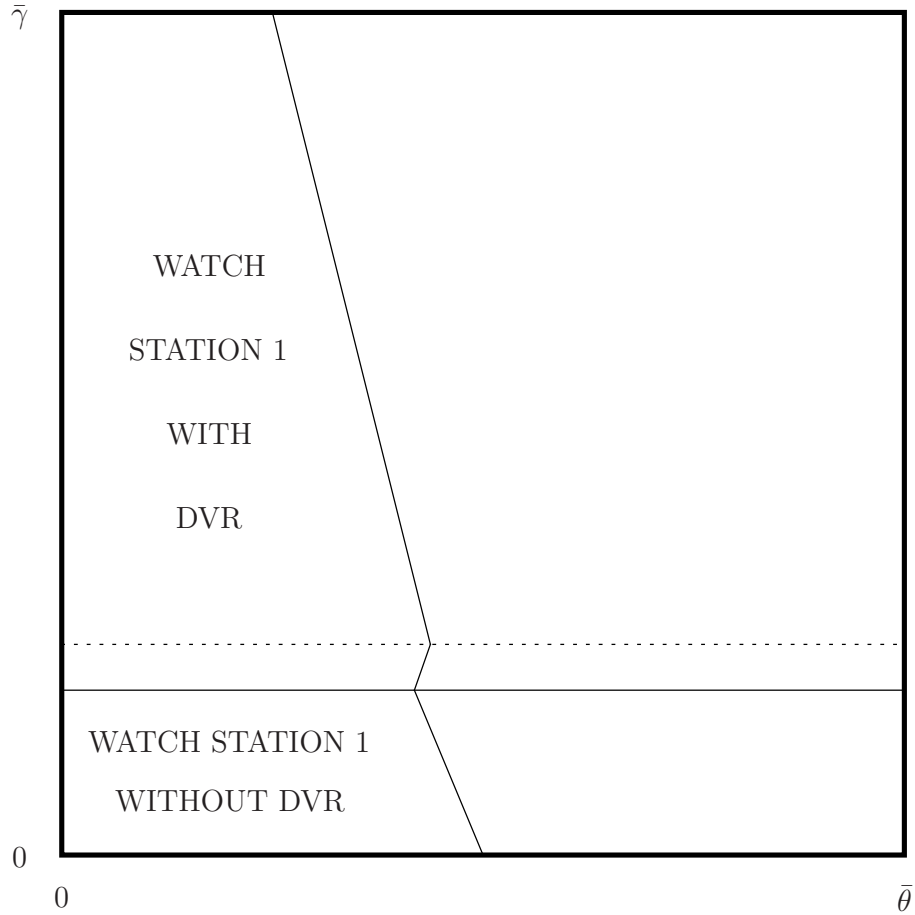 γ̄
WATCH
STATION 1
WITH
DVR
WATCH STATION 1
WITHOUT DVR
0
0
θ̄